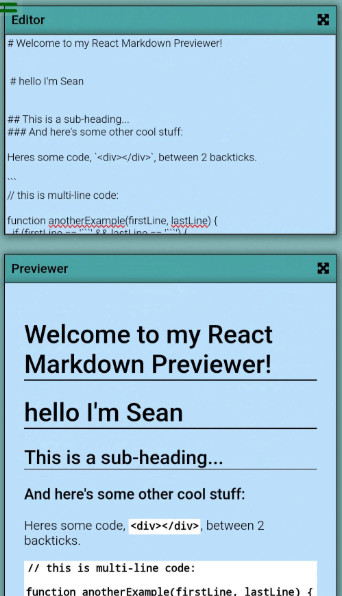 Editor
# Welcome to my React Markdown Previewer!
# hello I'm Sean
## This is a sub-heading...
### And here's some other cool stuff:
Heres some code, `<div></div>`, between 2 backticks.
```
// this is multi-line code:
function anotherExample(firstLine, lastLine) {
if (firstLine == '```' && lastLine == '```') {
Previewer
Welcome to my React
Markdown Previewer!
hello I'm Sean
This is a sub-heading...
And here's some other cool stuff:
Heres some code, <div></div>, between 2
backticks.
// this is multi-line code:
function anotherExample(firstLine, lastLine) {